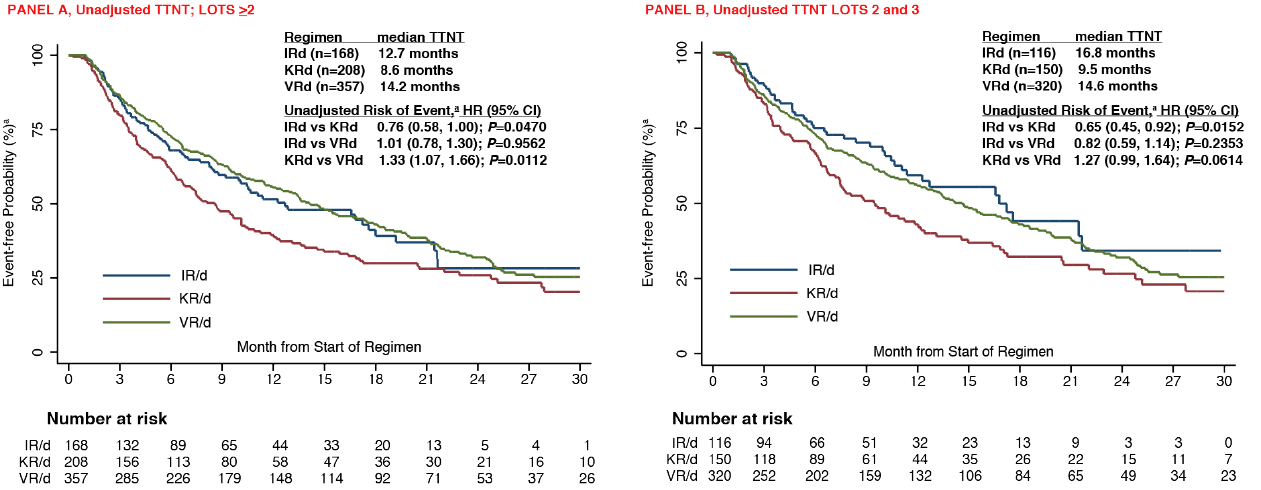 PANEL A, Unadjusted TTNT; LOTS ≥2
Regimen median TTNT
IRd (n=168) 12.7 months
KRd (n=208) 8.6 months
VRd (n=357) 14.2 months
Unadjusted Risk of Event,ª HR (95% CI)
IRd vs KRd 0.76 (0.58, 1.00); P=0.0470
IRd vs VRd 1.01 (0.78, 1.30); P=0.9562
KRd vs VRd 1.33 (1.07, 1.66); P=0.0112
Event-free Probability (%)ª
100
75
50
25
0
IR/d
KR/d
VR/d
Month from Start of Regimen
0 3 6 9 12 15 18 21 24 27 30
Number at risk
IR/d 168 132 89 65 44 33 20 13 5 4 1
KR/d 208 156 113 80 58 47 36 30 21 16 10
VR/d 357 285 226 179 148 114 92 71 53 37 26
PANEL B, Unadjusted TTNT LOTS 2 and 3
Regimen median TTNT
IRd (n=116) 16.8 months
KRd (n=150) 9.5 months
VRd (n=320) 14.6 months
Unadjusted Risk of Event,ª HR (95% CI)
IRd vs KRd 0.65 (0.45, 0.92); P=0.0152
IRd vs VRd 0.82 (0.59, 1.14); P=0.2353
KRd vs VRd 1.27 (0.99, 1.64); P=0.0614
Event-free Probability (%)ª
100
75
50
25
0
IR/d
KR/d
VR/d
Month from Start of Regimen
0 3 6 9 12 15 18 21 24 27 30
Number at risk
IR/d 116 94 66 51 32 23 13 9 3 3 0
KR/d 150 118 89 61 44 35 26 22 15 11 7
VR/d 320 252 202 159 132 106 84 65 49 34 23